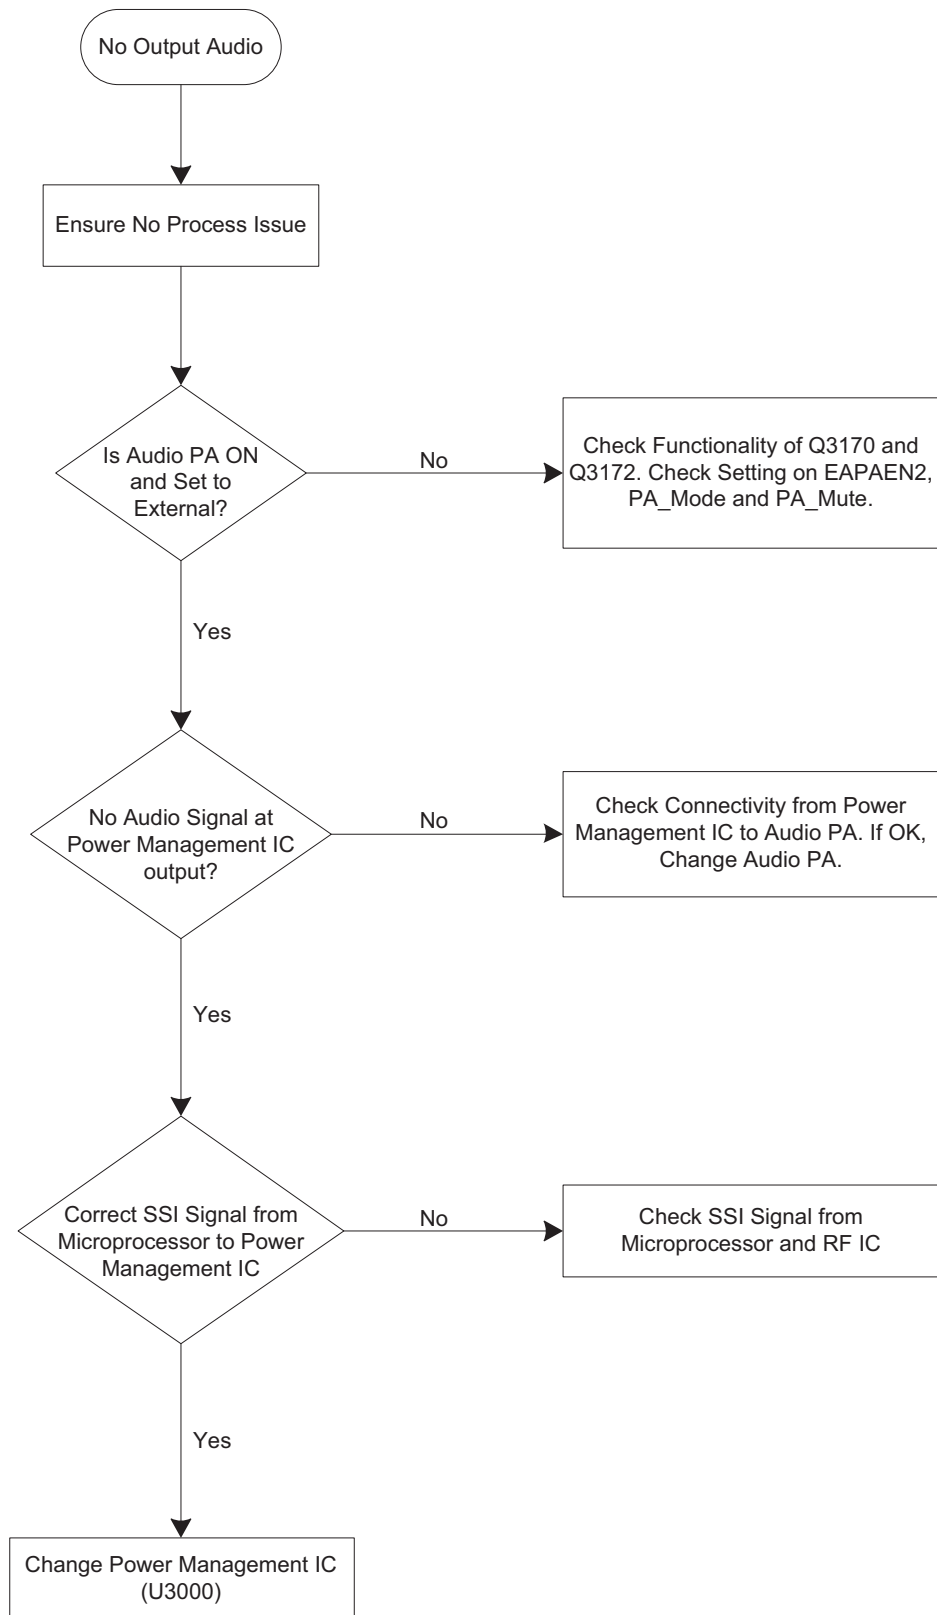 No Output Audio
Ensure No Process Issue
Is Audio PA ON
and Set to
External?
No
Check Functionality of Q3170 and
Q3172. Check Setting on EAPAEN2,
PA_Mode and PA_Mute.
Yes
No Audio Signal at
Power Management IC
output?
No
Check Connectivity from Power
Management IC to Audio PA. If OK,
Change Audio PA.
Yes
Correct SSI Signal from
Microprocessor to Power
Management IC
No
Check SSI Signal from
Microprocessor and RF IC
Yes
Change Power Management IC
(U3000)